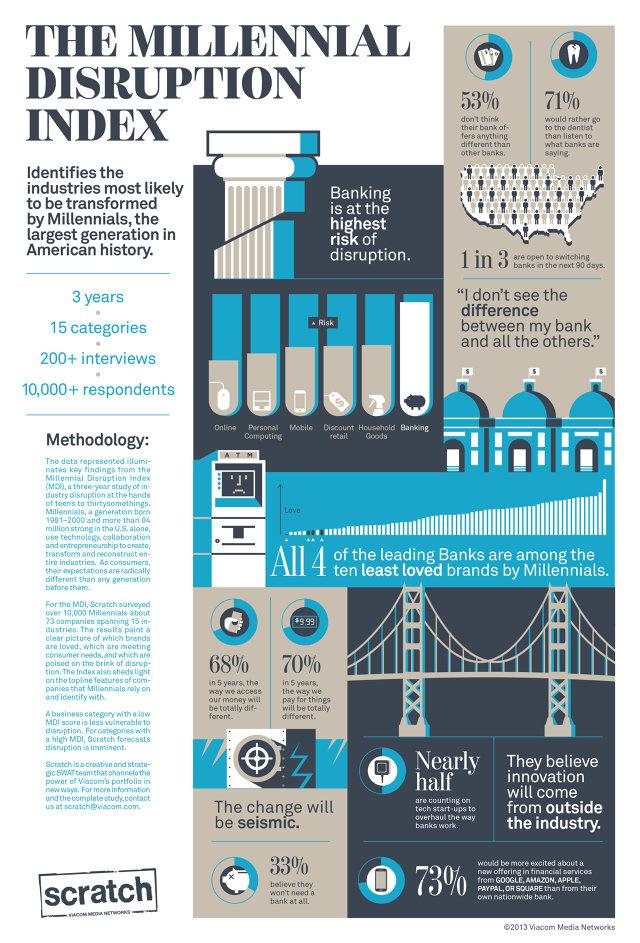 THE MILLENNIAL
DISRUPTION
INDEX
Identifies the
industries most likely
to be transformed
by Millennials, the
largest generation in
American history.
3 years
15 categories
200+ interviews
10,000+ respondents
Methodology:
The data represented illumi-
nates key findings from the
Millennial Disruption Index
(MDI), a three-year study of in-
dustry disruption at the hands
of teens to thirtysomethings.
Millennials, a generation born
1981–2000 and more than 84
million strong in the U.S. alone,
use technology, collaboration
and entrepreneurship to create,
transform and reconstruct en-
tire industries. As consumers,
their expectations are radically
different than any generation
before them.
For the MDI, Scratch surveyed
over 10,000 Millennials about
73 companies spanning 15 in-
dustries. The results paint a
clear picture of which brands
are loved, which are meeting
consumer needs, and which are
poised on the brink of disrup-
tion. The Index also sheds light
on the topline features of com-
panies that Millennials rely on
and identify with.
A business category with a low
MDI score is less vulnerable to
disruption. For categories with
a high MDI, Scratch forecasts
disruption is imminent.
Scratch is a creative and strate-
gic SWAT team that channels the
power of Viacom's portfolio in
new ways. For more information
and the complete study, contact
us at scratch@viacom.com.
scratch
VIACOM MEDIA NETWORKS
Banking
is at the
highest
risk of
disruption.
Risk
Online
Personal
Computing
Mobile
Discount
retail
Household
Goods
Banking
53%
don't think
their bank of-
fers anything
different than
other banks.
71%
would rather go
to the dentist
than listen to
what banks are
saying.
1 in 3 are open to switching
banks in the next 90 days.
"I don't see the
difference
between my bank
and all the others."
$ $ $
ATM
Love
All 4 of the leading Banks are among the
ten least loved brands by Millennials.
68%
in 5 years, the
way we access
our money will
be totally dif-
ferent.
$9.99
70%
in 5 years, the
way we pay
for things
will be totally
different.
The change will
be seismic.
33%
believe they
won't need a
bank at all.
Nearly
half
are counting on
tech start-ups to
overhaul the way
banks work.
They believe
innovation
will come
from outside
the industry.
73%
would be more excited about a
new offering in financial services
from GOOGLE, AMAZON, APPLE,
PAYPAL, OR SQUARE than from their
own nationwide bank.
©2013 Viacom Media Networks